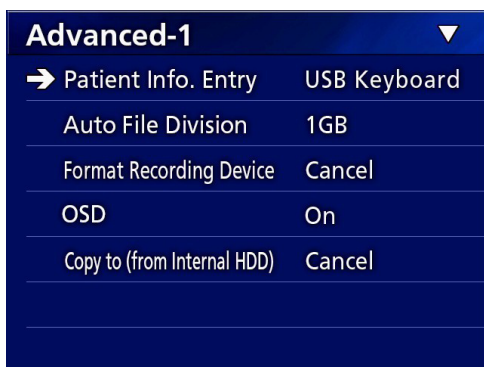 Advanced-1
Patient Info. Entry USB Keyboard
Auto File Division 1GB
Format Recording Device Cancel
OSD On
Copy to (from Internal HDD) Cancel